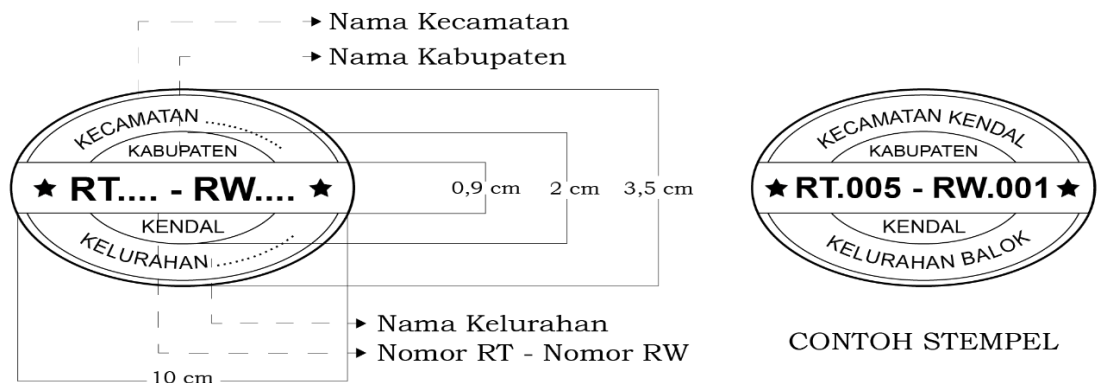 Nama Kecamatan
Nama Kabupaten
KECAMATAN ..........
KABUPATEN
★ RT.... - RW.... ★
KENDAL
KELURAHAN ..........
0,9 cm
2 cm
3,5 cm
Nama Kelurahan
Nomor RT - Nomor RW
10 cm
KECAMATAN KENDAL
KABUPATEN
★ RT.005 - RW.001 ★
KENDAL
KELURAHAN BALOK
CONTOH STEMPEL